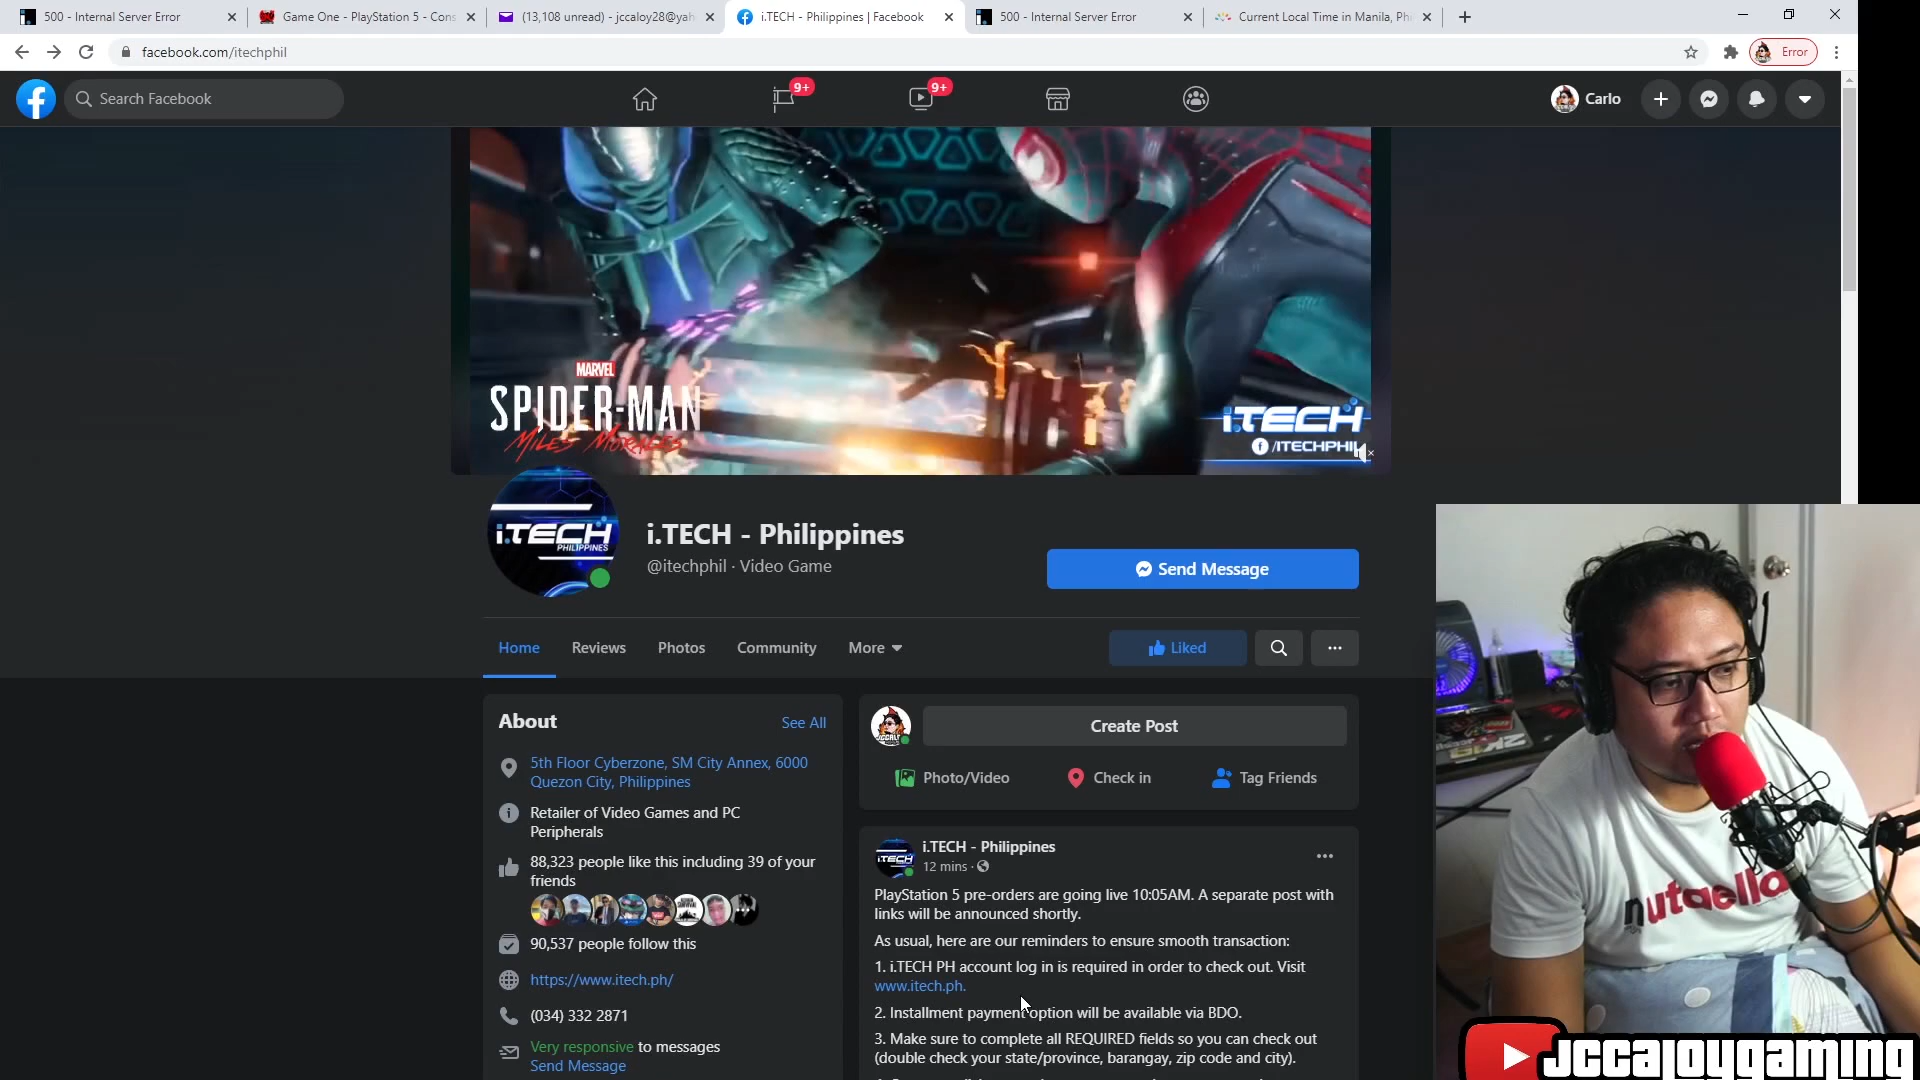 500 - Internal Server Error
Game One - PlayStation 5 - Cons
(13,108 unread) - jccaloy28@yah
i.TECH - Philippines | Facebook
500 - Internal Server Error
Current Local Time in Manila, Phi
facebook.com/itechphil
Error
Search Facebook
9+
9+
Carlo
MARVEL
SPIDER-MAN
MILES MORALES
i.TECH
/ITECHPHIL
i.TECH
PHILIPPINES
i.TECH - Philippines
@itechphil · Video Game
Send Message
Home
Reviews
Photos
Community
More
Liked
About
See All
5th Floor Cyberzone, SM City Annex, 6000
Quezon City, Philippines
Retailer of Video Games and PC
Peripherals
88,323 people like this including 39 of your
friends
90,537 people follow this
https://www.itech.ph/
(034) 332 2871
Very responsive to messages
Send Message
Create Post
Photo/Video
Check in
Tag Friends
i.TECH
i.TECH - Philippines
12 mins ·
PlayStation 5 pre-orders are going live 10:05AM. A separate post with
links will be announced shortly.
As usual, here are our reminders to ensure smooth transaction:
1. i.TECH PH account log in is required in order to check out. Visit
www.itech.ph.
2. Installment payment option will be available via BDO.
3. Make sure to complete all REQUIRED fields so you can check out
(double check your state/province, barangay, zip code and city).
nutaello
jccaloygaming